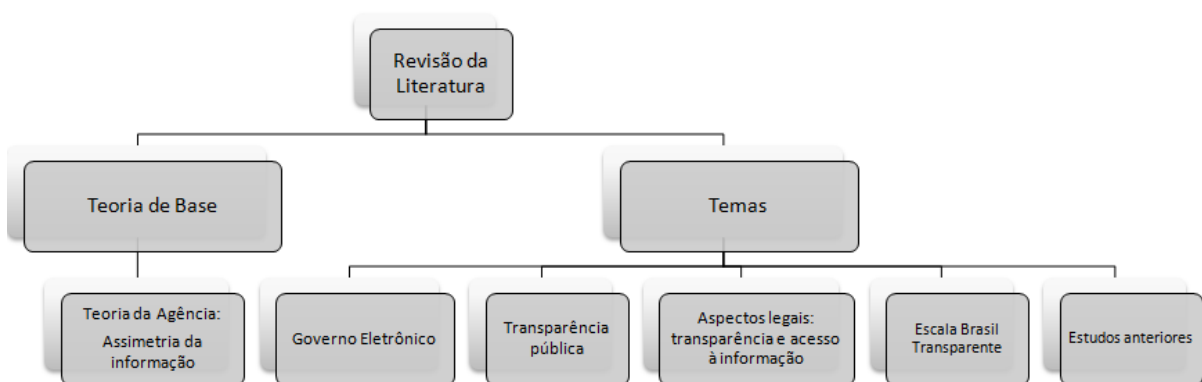 Revisão da
Literatura
Teoria de Base
Temas
Teoria da Agência:
Assimetria da
informação
Governo Eletrônico
Transparência
pública
Aspectos legais:
transparência e acesso
à informação
Escala Brasil
Transparente
Estudos anteriores